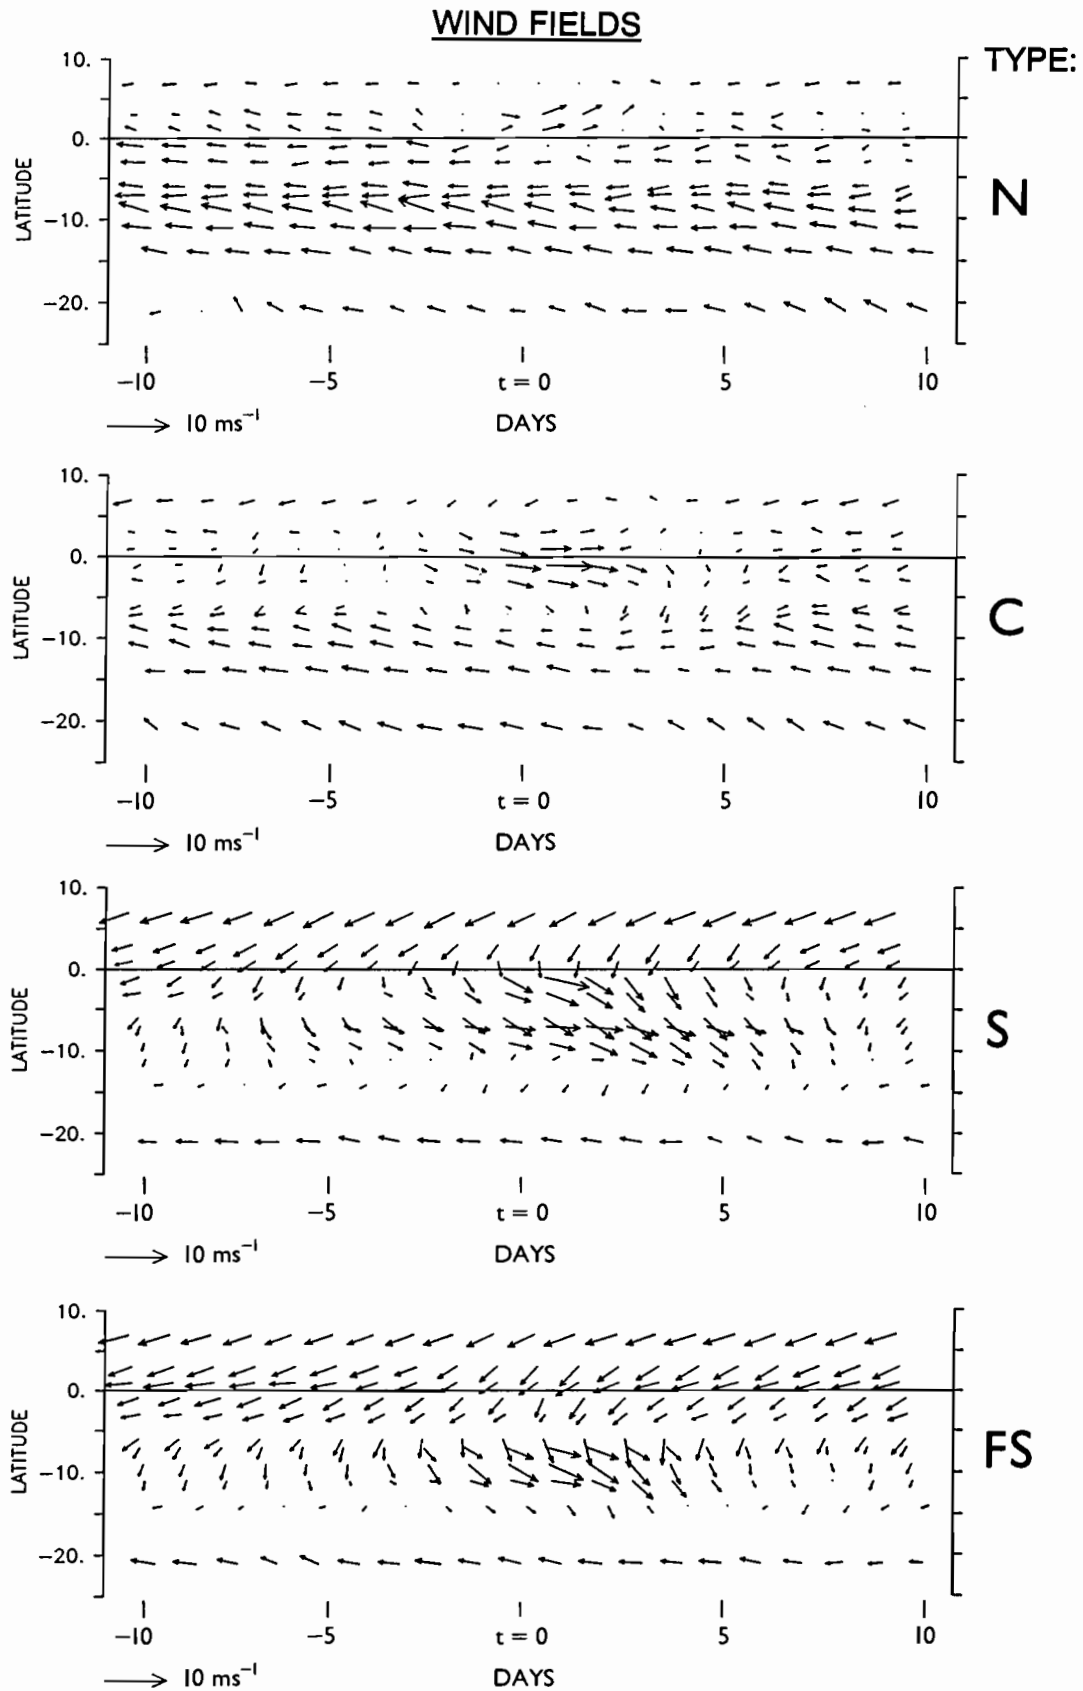 WIND FIELDS
TYPE:
10.
0.
−10.
−20.
LATITUDE
N
−10 −5 t = 0 5 10
10 ms⁻¹ DAYS
10.
0.
−10.
−20.
LATITUDE
C
−10 −5 t = 0 5 10
10 ms⁻¹ DAYS
10.
0.
−10.
−20.
LATITUDE
S
−10 −5 t = 0 5 10
10 ms⁻¹ DAYS
10.
0.
−10.
−20.
LATITUDE
FS
−10 −5 t = 0 5 10
10 ms⁻¹ DAYS